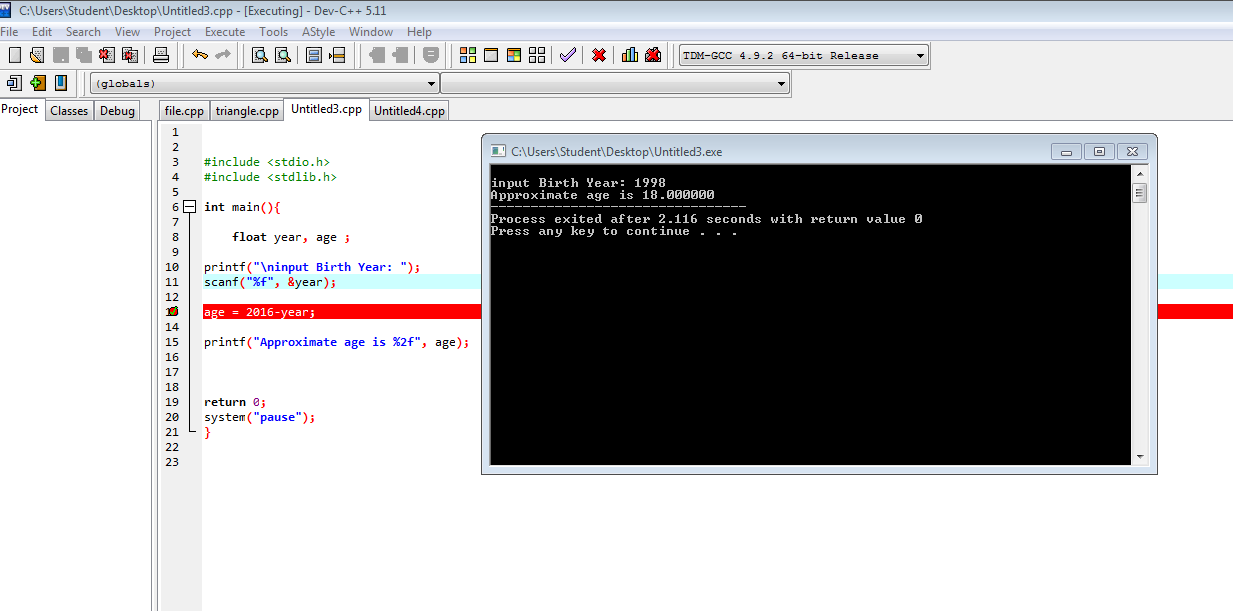 C:\Users\Student\Desktop\Untitled3.cpp - [Executing] - Dev-C++ 5.11
File Edit Search View Project Execute Tools AStyle Window Help
TDM-GCC 4.9.2 64-bit Release
(globals)
Project Classes Debug
file.cpp triangle.cpp Untitled3.cpp Untitled4.cpp
1
2
3 #include <stdio.h>
4 #include <stdlib.h>
5
6 int main(){
7
8 float year, age ;
9
10 printf("\ninput Birth Year: ");
11 scanf("%f", &year);
12
age = 2016-year;
14
15 printf("Approximate age is %2f", age);
16
17
18
19 return 0;
20 system("pause");
21 }
22
23
C:\Users\Student\Desktop\Untitled3.exe
input Birth Year: 1998
Approximate age is 18.000000
--------------------------------
Process exited after 2.116 seconds with return value 0
Press any key to continue . . .